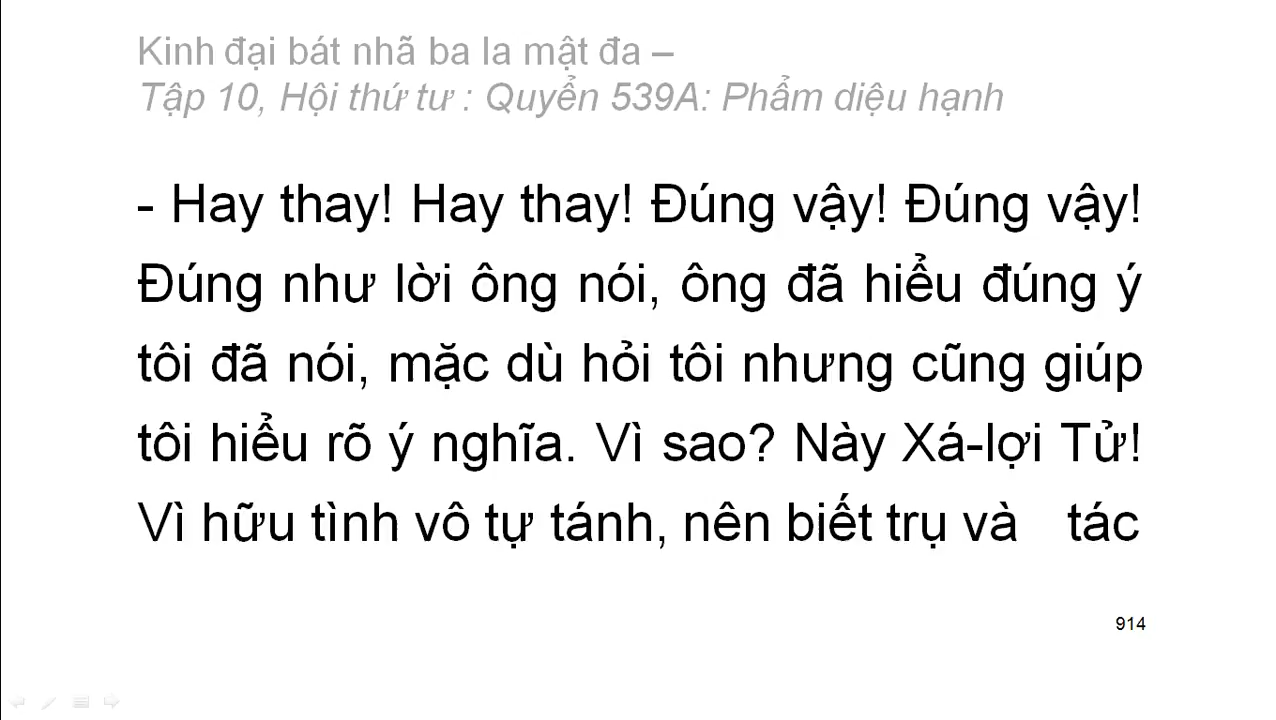 Kinh đại bát nhã ba la mật đa –
Tập 10, Hội thứ tư : Quyển 539A: Phẩm diệu hạnh
- Hay thay! Hay thay! Đúng vậy! Đúng vậy!
Đúng như lời ông nói, ông đã hiểu đúng ý
tôi đã nói, mặc dù hỏi tôi nhưng cũng giúp
tôi hiểu rõ ý nghĩa. Vì sao? Này Xá-lợi Tử!
Vì hữu tình vô tự tánh, nên biết trụ và tác
914